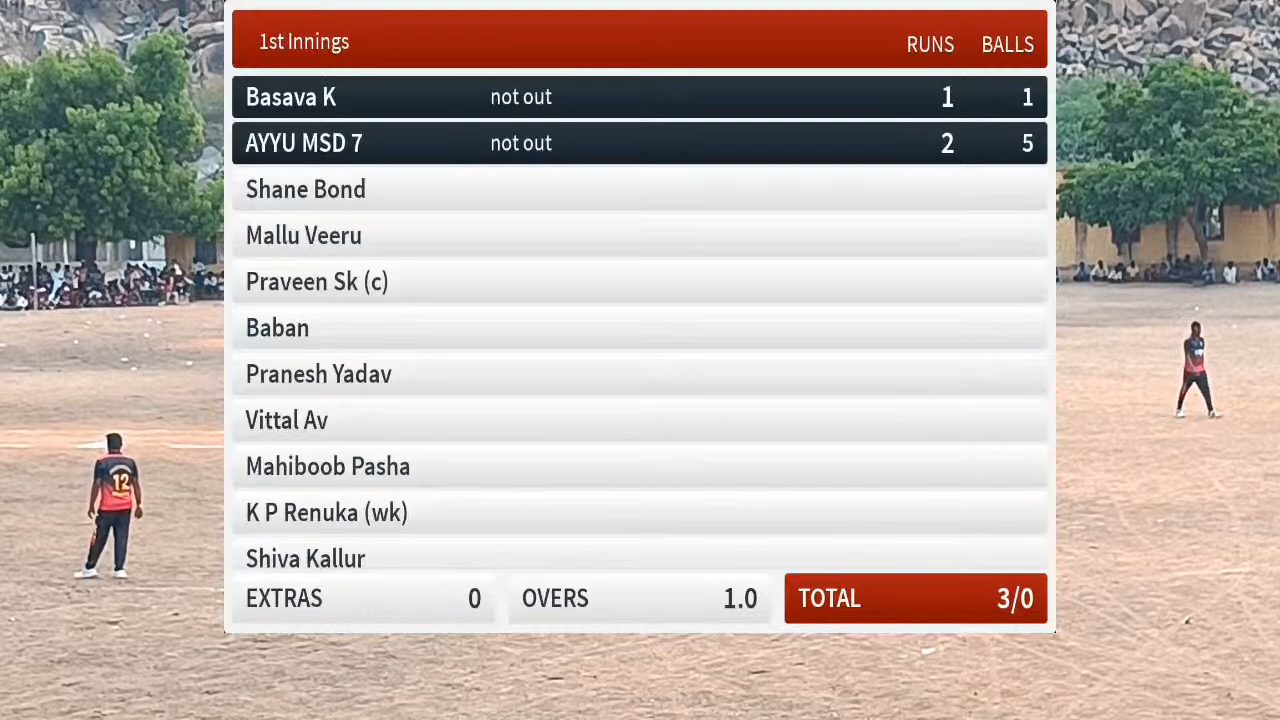 1st Innings RUNS BALLS
Basava K not out 1 1
AYYU MSD 7 not out 2 5
Shane Bond
Mallu Veeru
Praveen Sk (c)
Baban
Pranesh Yadav
Vittal Av
Mahiboob Pasha
K P Renuka (wk)
Shiva Kallur
EXTRAS 0 OVERS 1.0 TOTAL 3/0
12